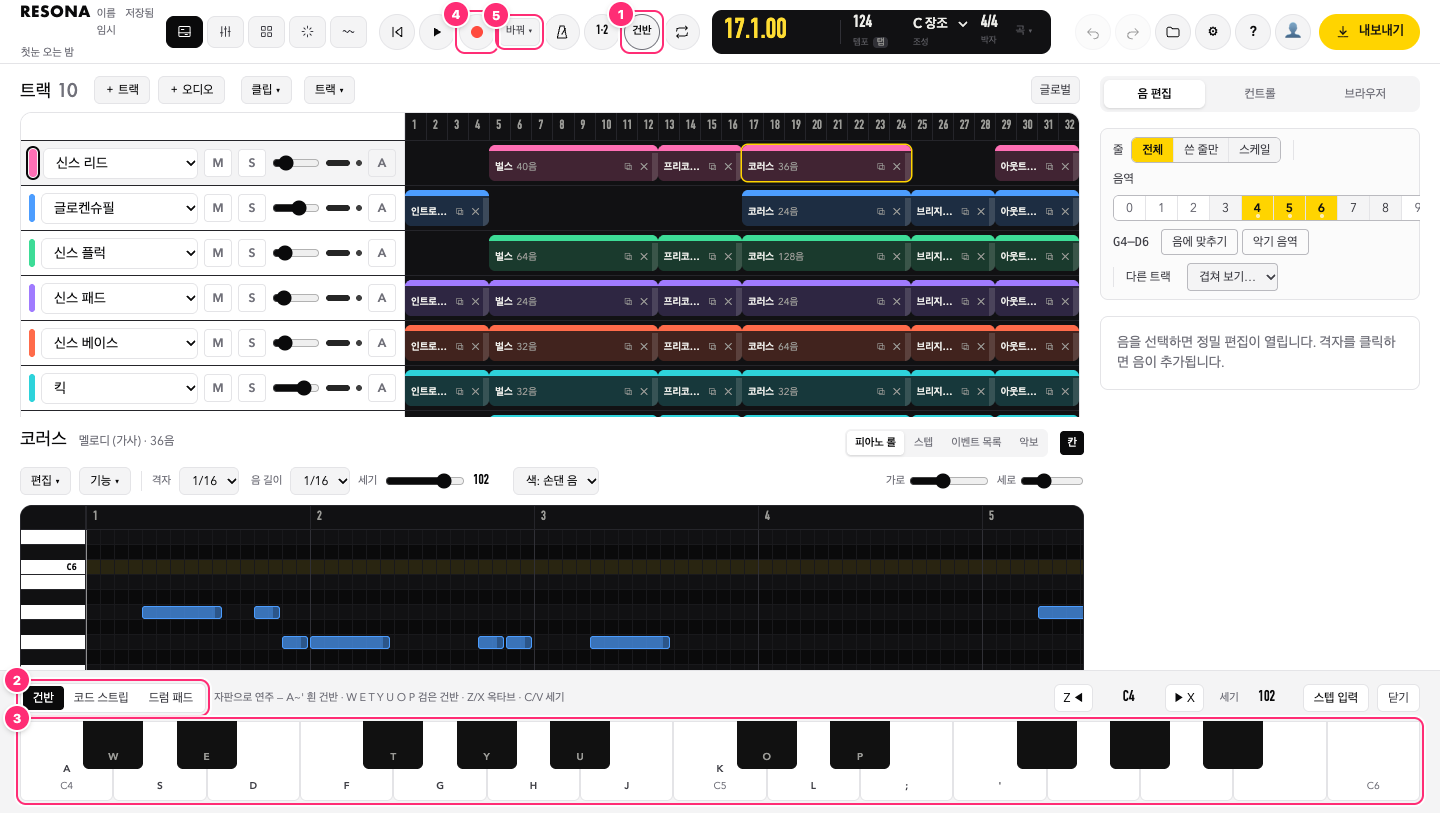 RESONA 이름 저장됨
임시
첫눈 오는 밤
4 5 1 바꿔 ▾ 1·2 건반
17.1.00 124 템포 탭 C 장조 조성 4/4 박자 곡 ▾
? 내보내기
트랙 10 + 트랙 + 오디오 클립 ▾ 트랙 ▾ 글로벌
1 2 3 4 5 6 7 8 9 10 11 12 13 14 15 16 17 18 19 20 21 22 23 24 25 26 27 28 29 30 31 32
신스 리드 M S A 벌스 40음 프리코... 코러스 36음 아웃트...
글로켄슈필 M S A 인트로... 코러스 24음 브리지... 아웃트...
신스 플럭 M S A 벌스 64음 프리코... 코러스 128음 브리지... 아웃트...
신스 패드 M S A 인트로... 벌스 24음 프리코... 코러스 24음 브리지... 아웃트...
신스 베이스 M S A 인트로... 벌스 32음 프리코... 코러스 64음 브리지... 아웃트...
킥 M S A 인트로... 벌스 32음 프리코... 코러스 32음 브리지... 아웃트...
음 편집 컨트롤 브라우저
줄 전체 쓴 줄만 스케일
음역
0 1 2 3 4 5 6 7 8 9
G4–D6 음에 맞추기 악기 음역
다른 트랙 겹쳐 보기...
음을 선택하면 정밀 편집이 열립니다. 격자를 클릭하
면 음이 추가됩니다.
코러스 멜로디 (가사) · 36음 피아노 롤 스텝 이벤트 목록 악보 칸
편집 ▾ 기능 ▾ 격자 1/16 음 길이 1/16 세기 102 색: 손댄 음 가로 세로
1 2 3 4 5
C6
2 건반 코드 스트립 드럼 패드 자판으로 연주 – A~' 흰 건반 · W E T Y U O P 검은 건반 · Z/X 옥타브 · C/V 세기 Z ◀ C4 ▶ X 세기 102 스텝 입력 닫기
3
W E T Y U O P
A S D F G H J K L ; '
C4 C5 C6